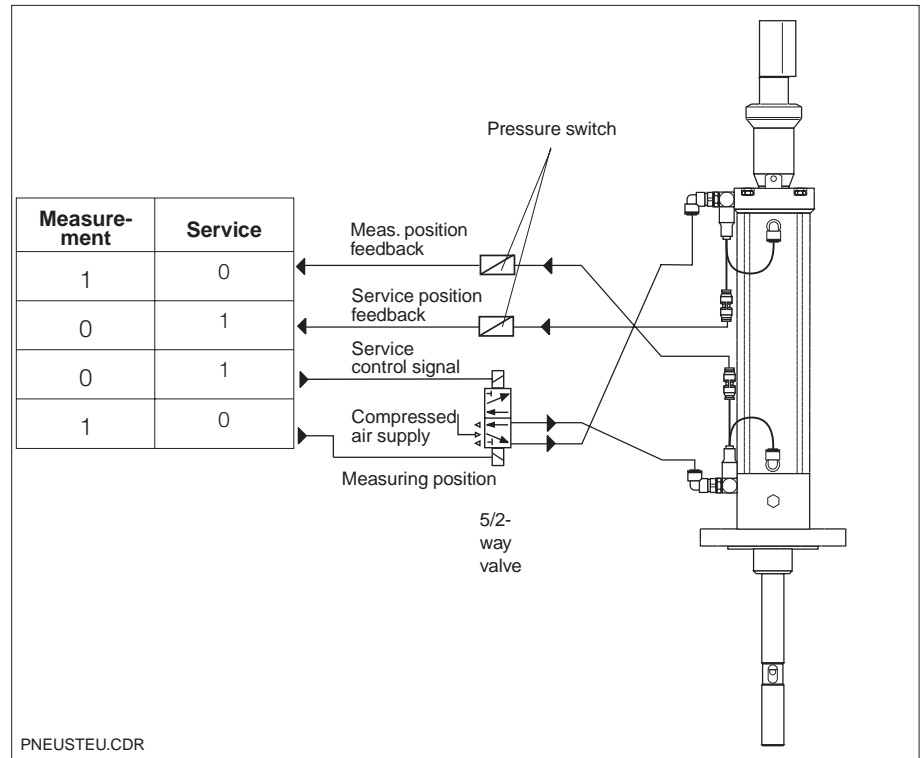 Pressure switch
Measure-
ment
Service
Meas. position
feedback
1
0
Service position
feedback
0
1
Service
control signal
0
1
Compressed
air supply
1
0
Measuring position
5/2-
way
valve
PNEUSTEU.CDR